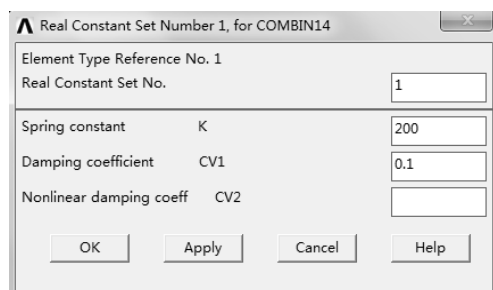 Real Constant Set Number 1, for COMBIN14
Element Type Reference No. 1
Real Constant Set No. 1
Spring constant K 200
Damping coefficient CV1 0.1
Nonlinear damping coeff CV2
OK Apply Cancel Help